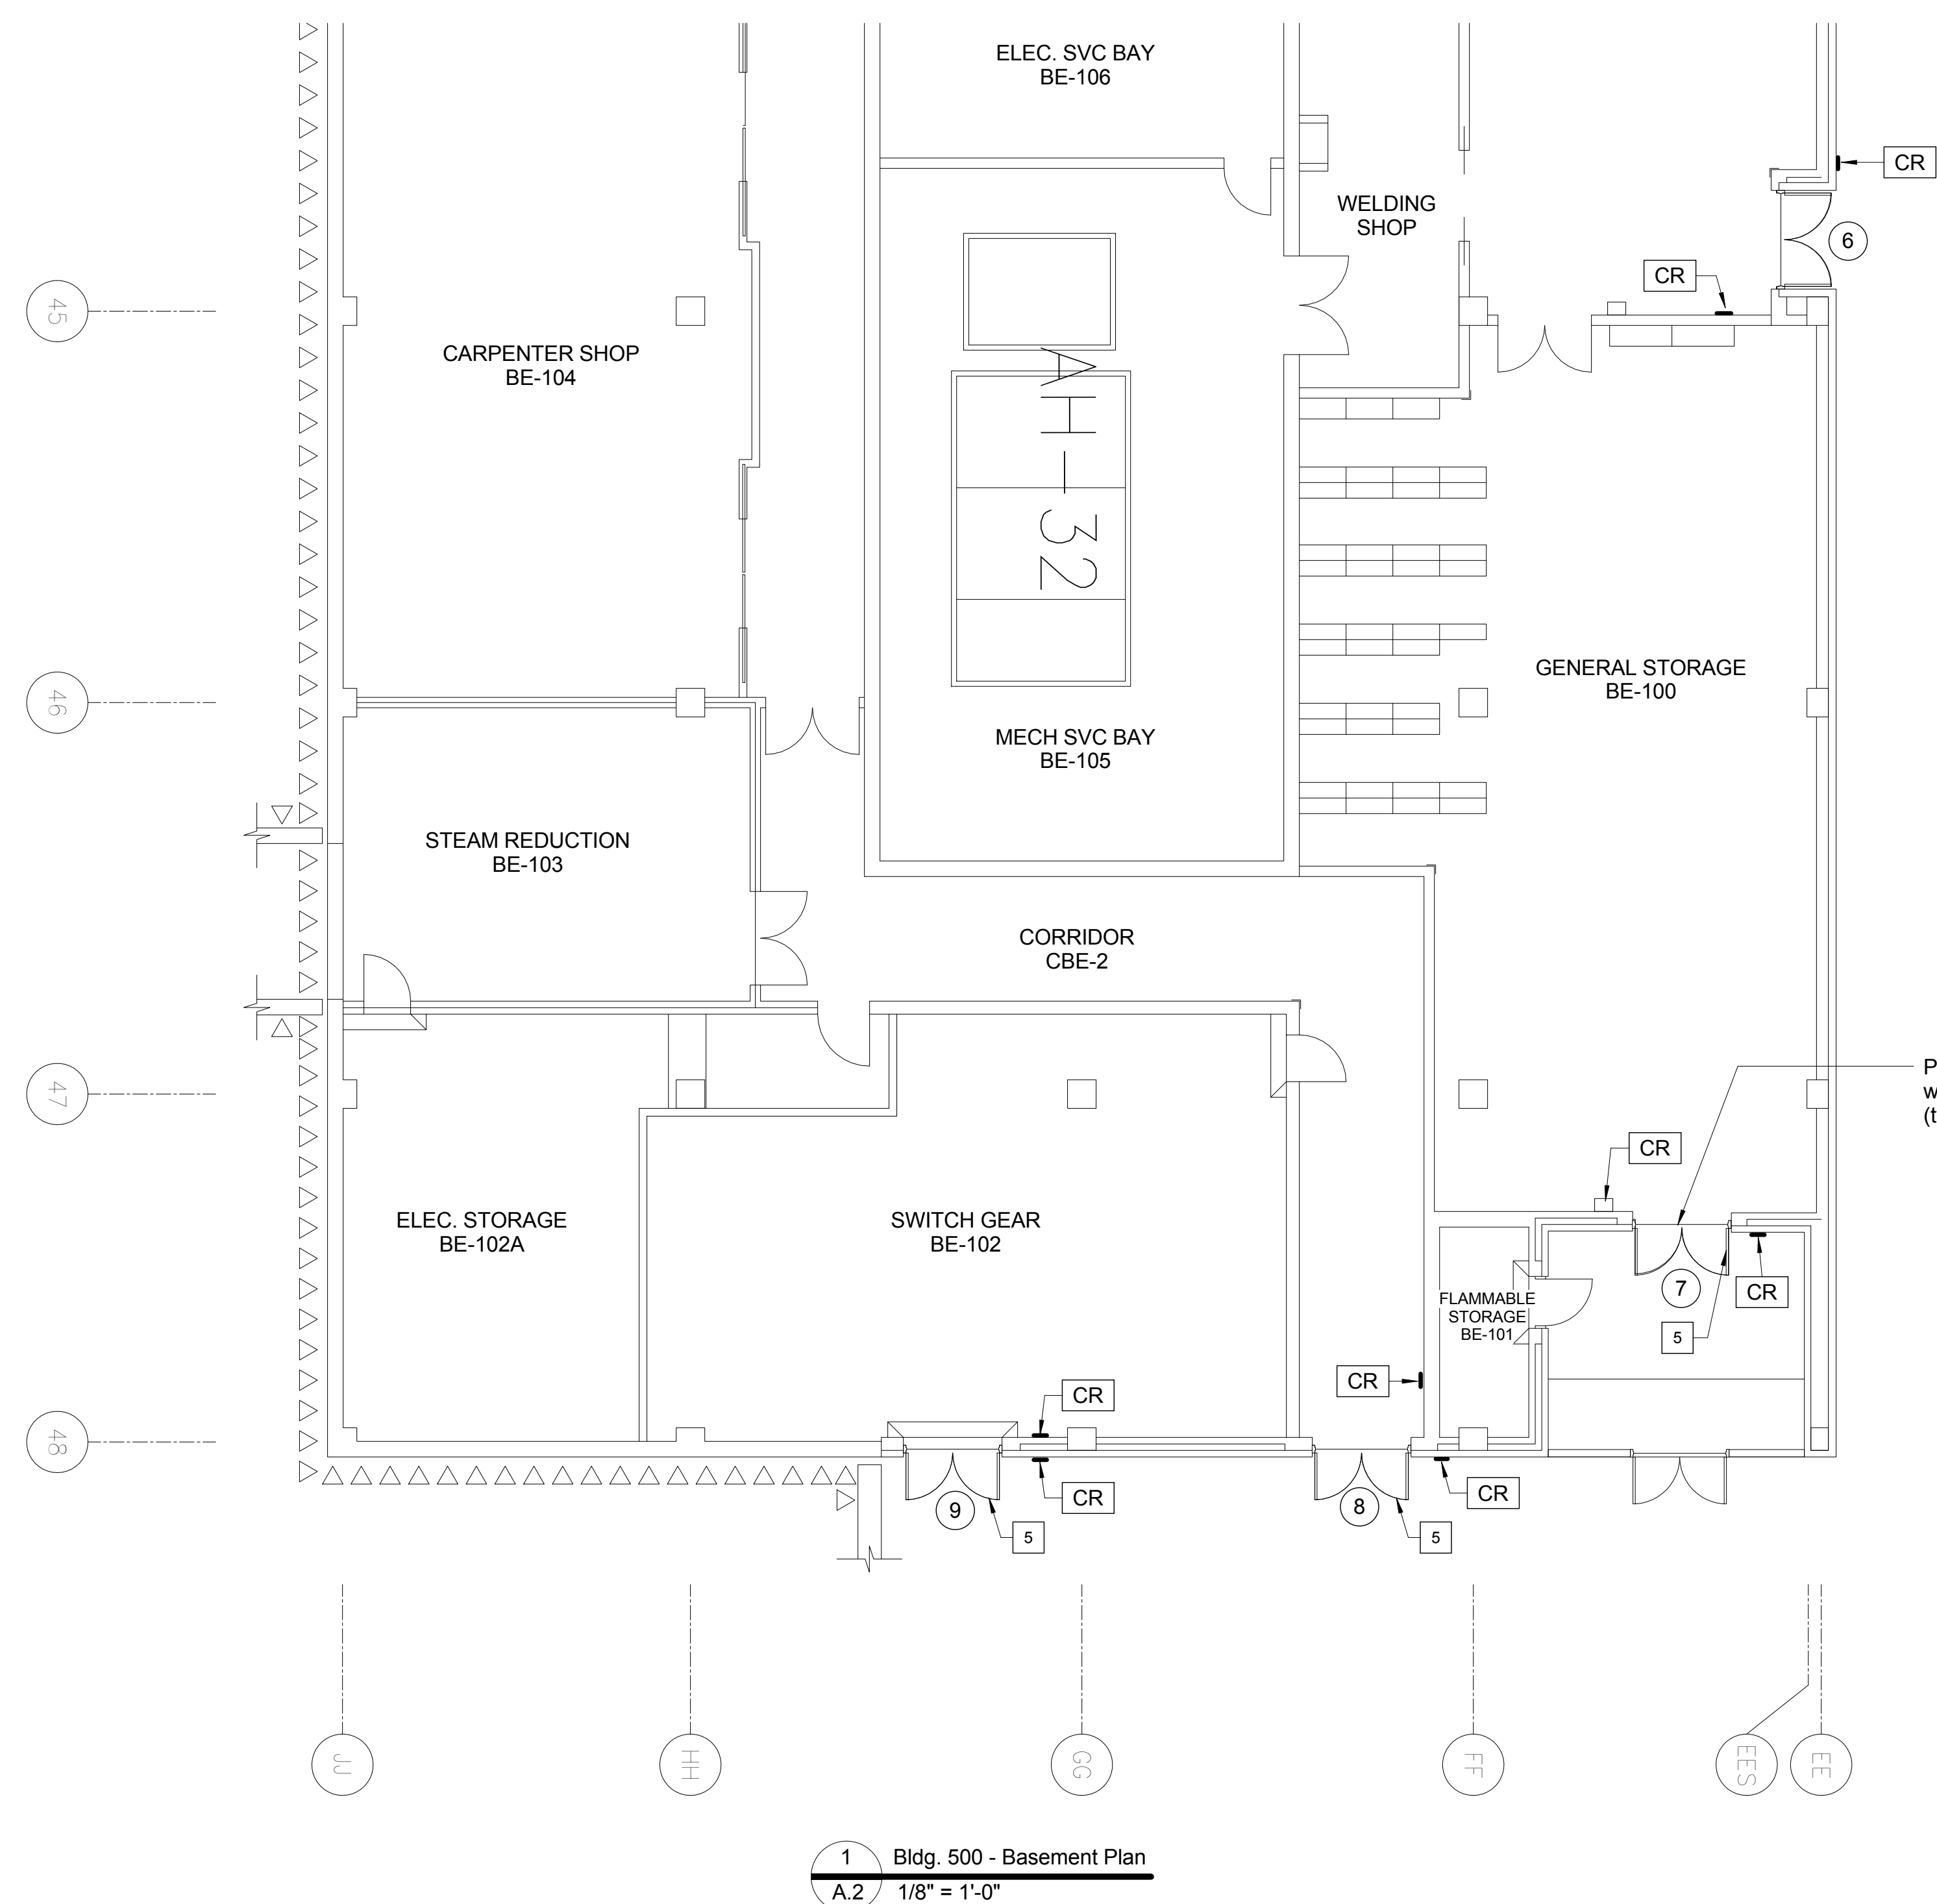 ELEC. SVC BAY
BE-106
CR
WELDING
SHOP
6
CR
45
CARPENTER SHOP
BE-104
AH-32
GENERAL STORAGE
BE-100
46
MECH SVC BAY
BE-105
STEAM REDUCTION
BE-103
CORRIDOR
CBE-2
47
CR
ELEC. STORAGE
BE-102A
SWITCH GEAR
BE-102
7
CR
FLAMMABLE
STORAGE
BE-101
5
CR
CR
48
CR
CR
9
8
5
5
JJ
HH
GG
FF
EES
EE
1
Bldg. 500 - Basement Plan
A.2
1/8" = 1'-0"